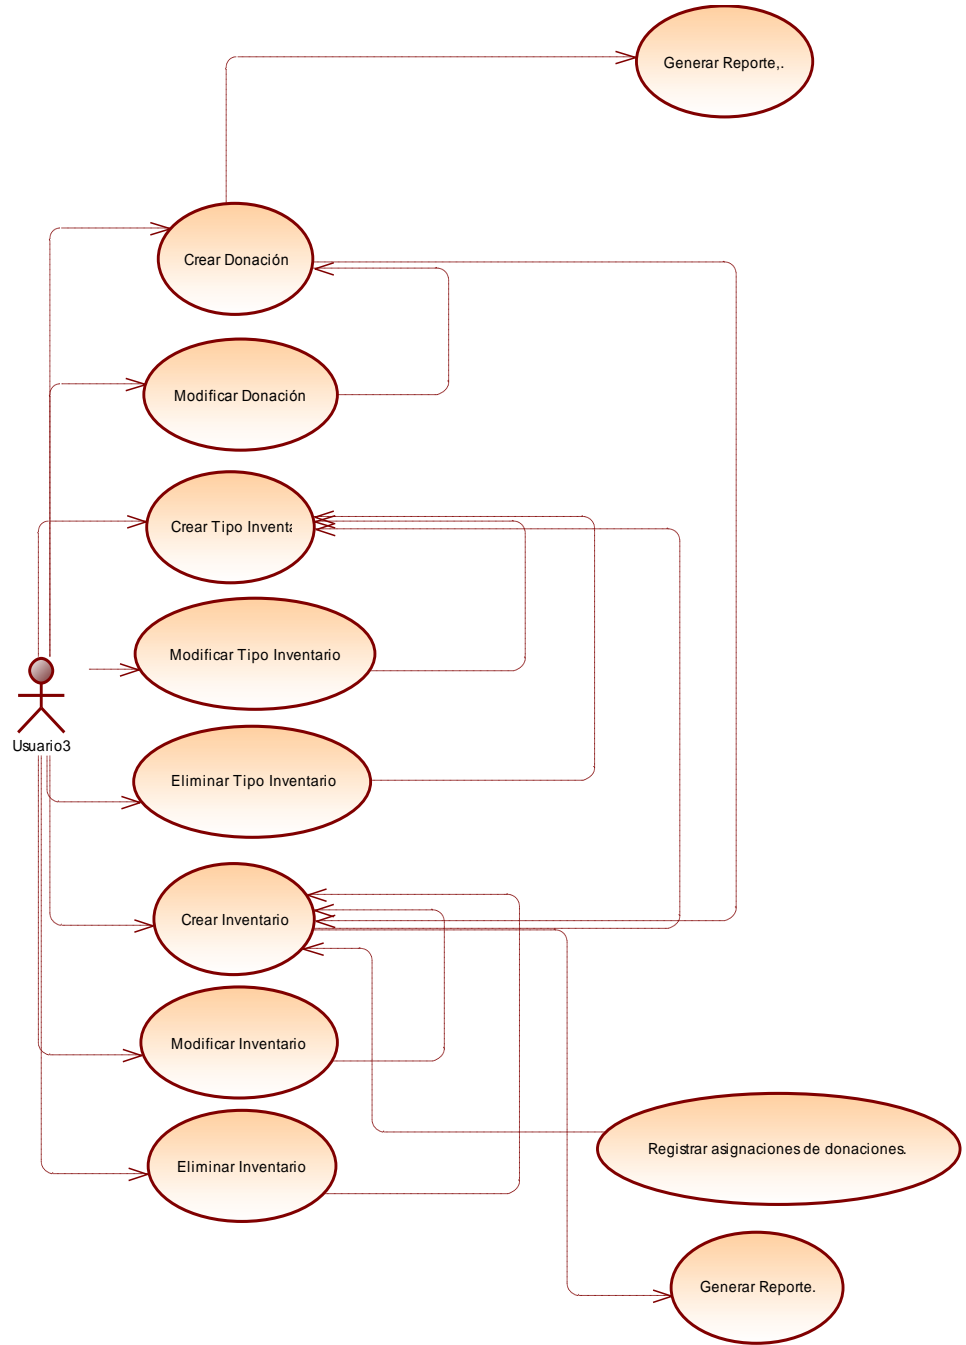 Generar Reporte,.
Crear Donación
Modificar Donación
Crear Tipo Inventa
Modificar Tipo Inventario
Usuario3
Eliminar Tipo Inventario
Crear Inventario
Modificar Inventario
Registrar asignaciones de donaciones.
Eliminar Inventario
Generar Reporte.